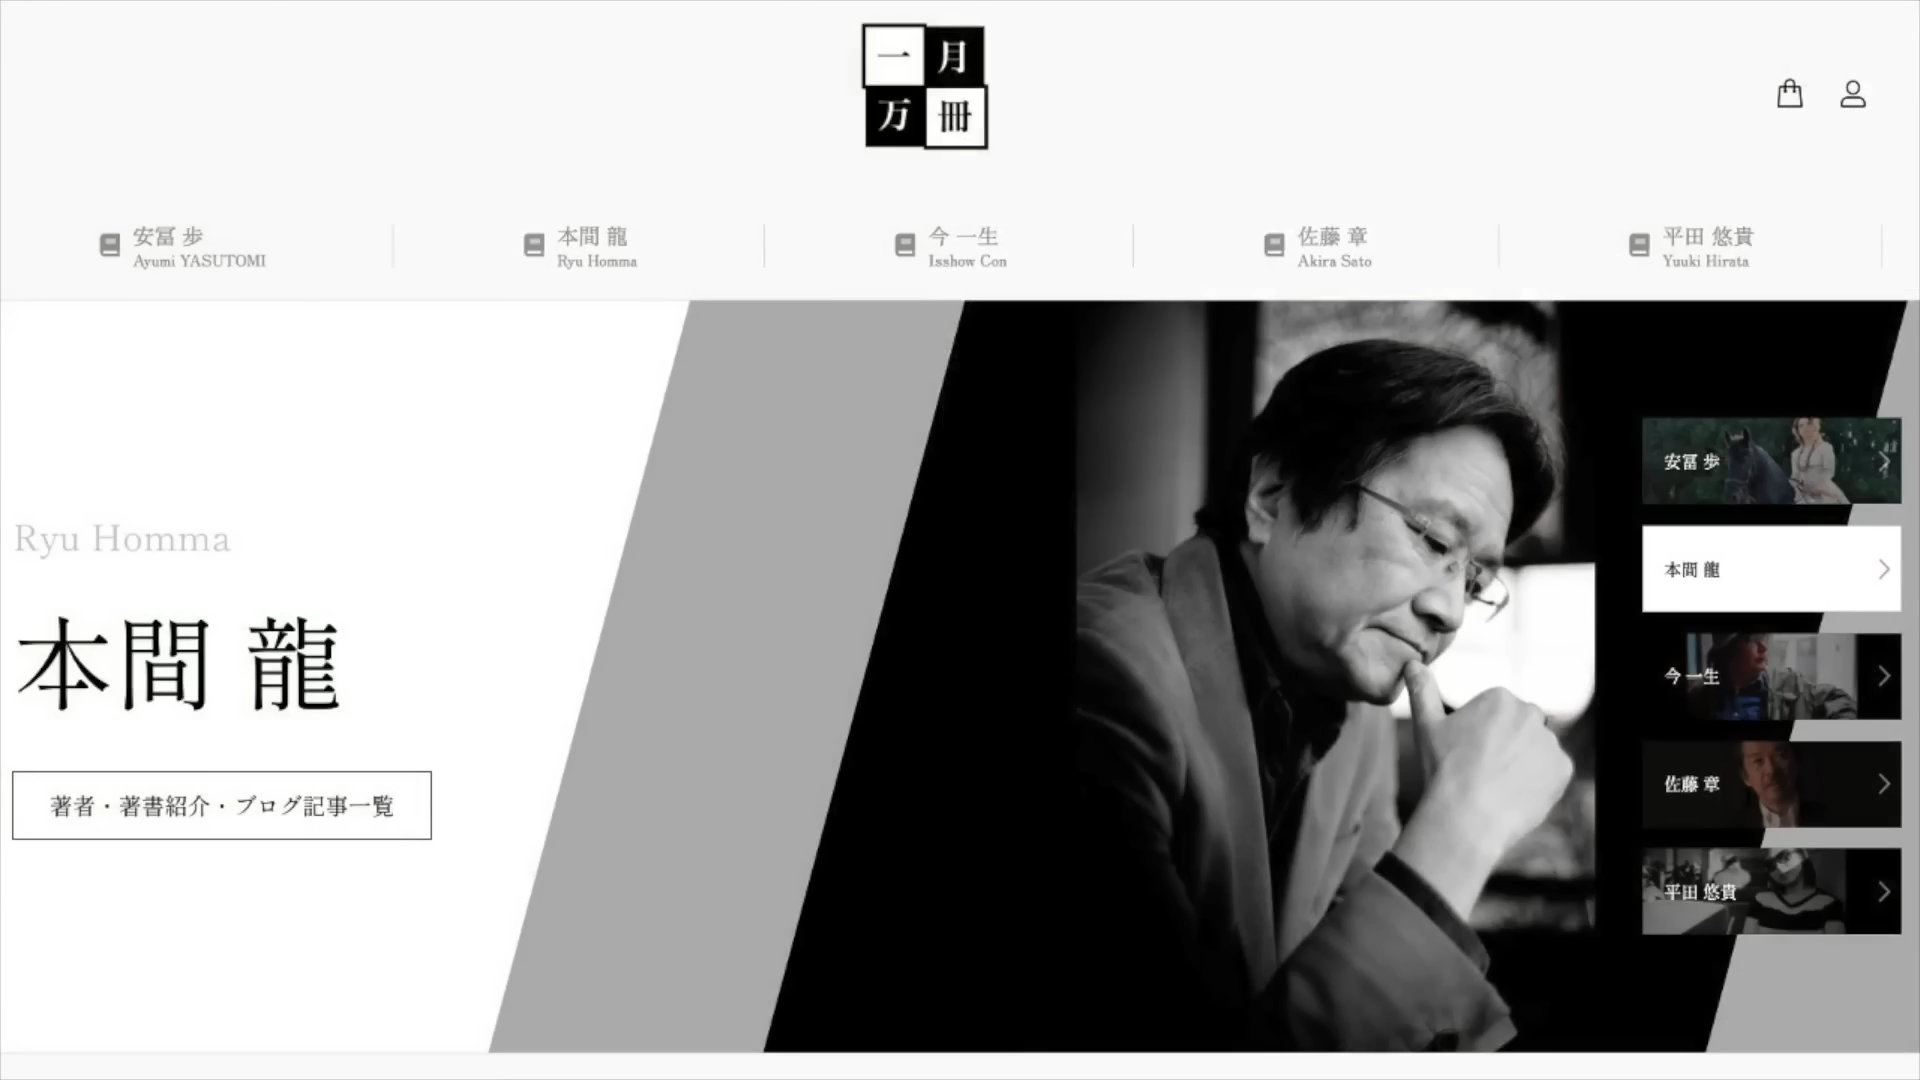 一月
万冊
安冨 歩
Ayumi YASUTOMI
本間 龍
Ryu Homma
今 一生
Isshow Con
佐藤 章
Akira Sato
平田 悠貴
Yuuki Hirata
Ryu Homma
本間 龍
著者・著書紹介・ブログ記事一覧
安冨 歩
本間 龍
今 一生
佐藤 章
平田 悠貴